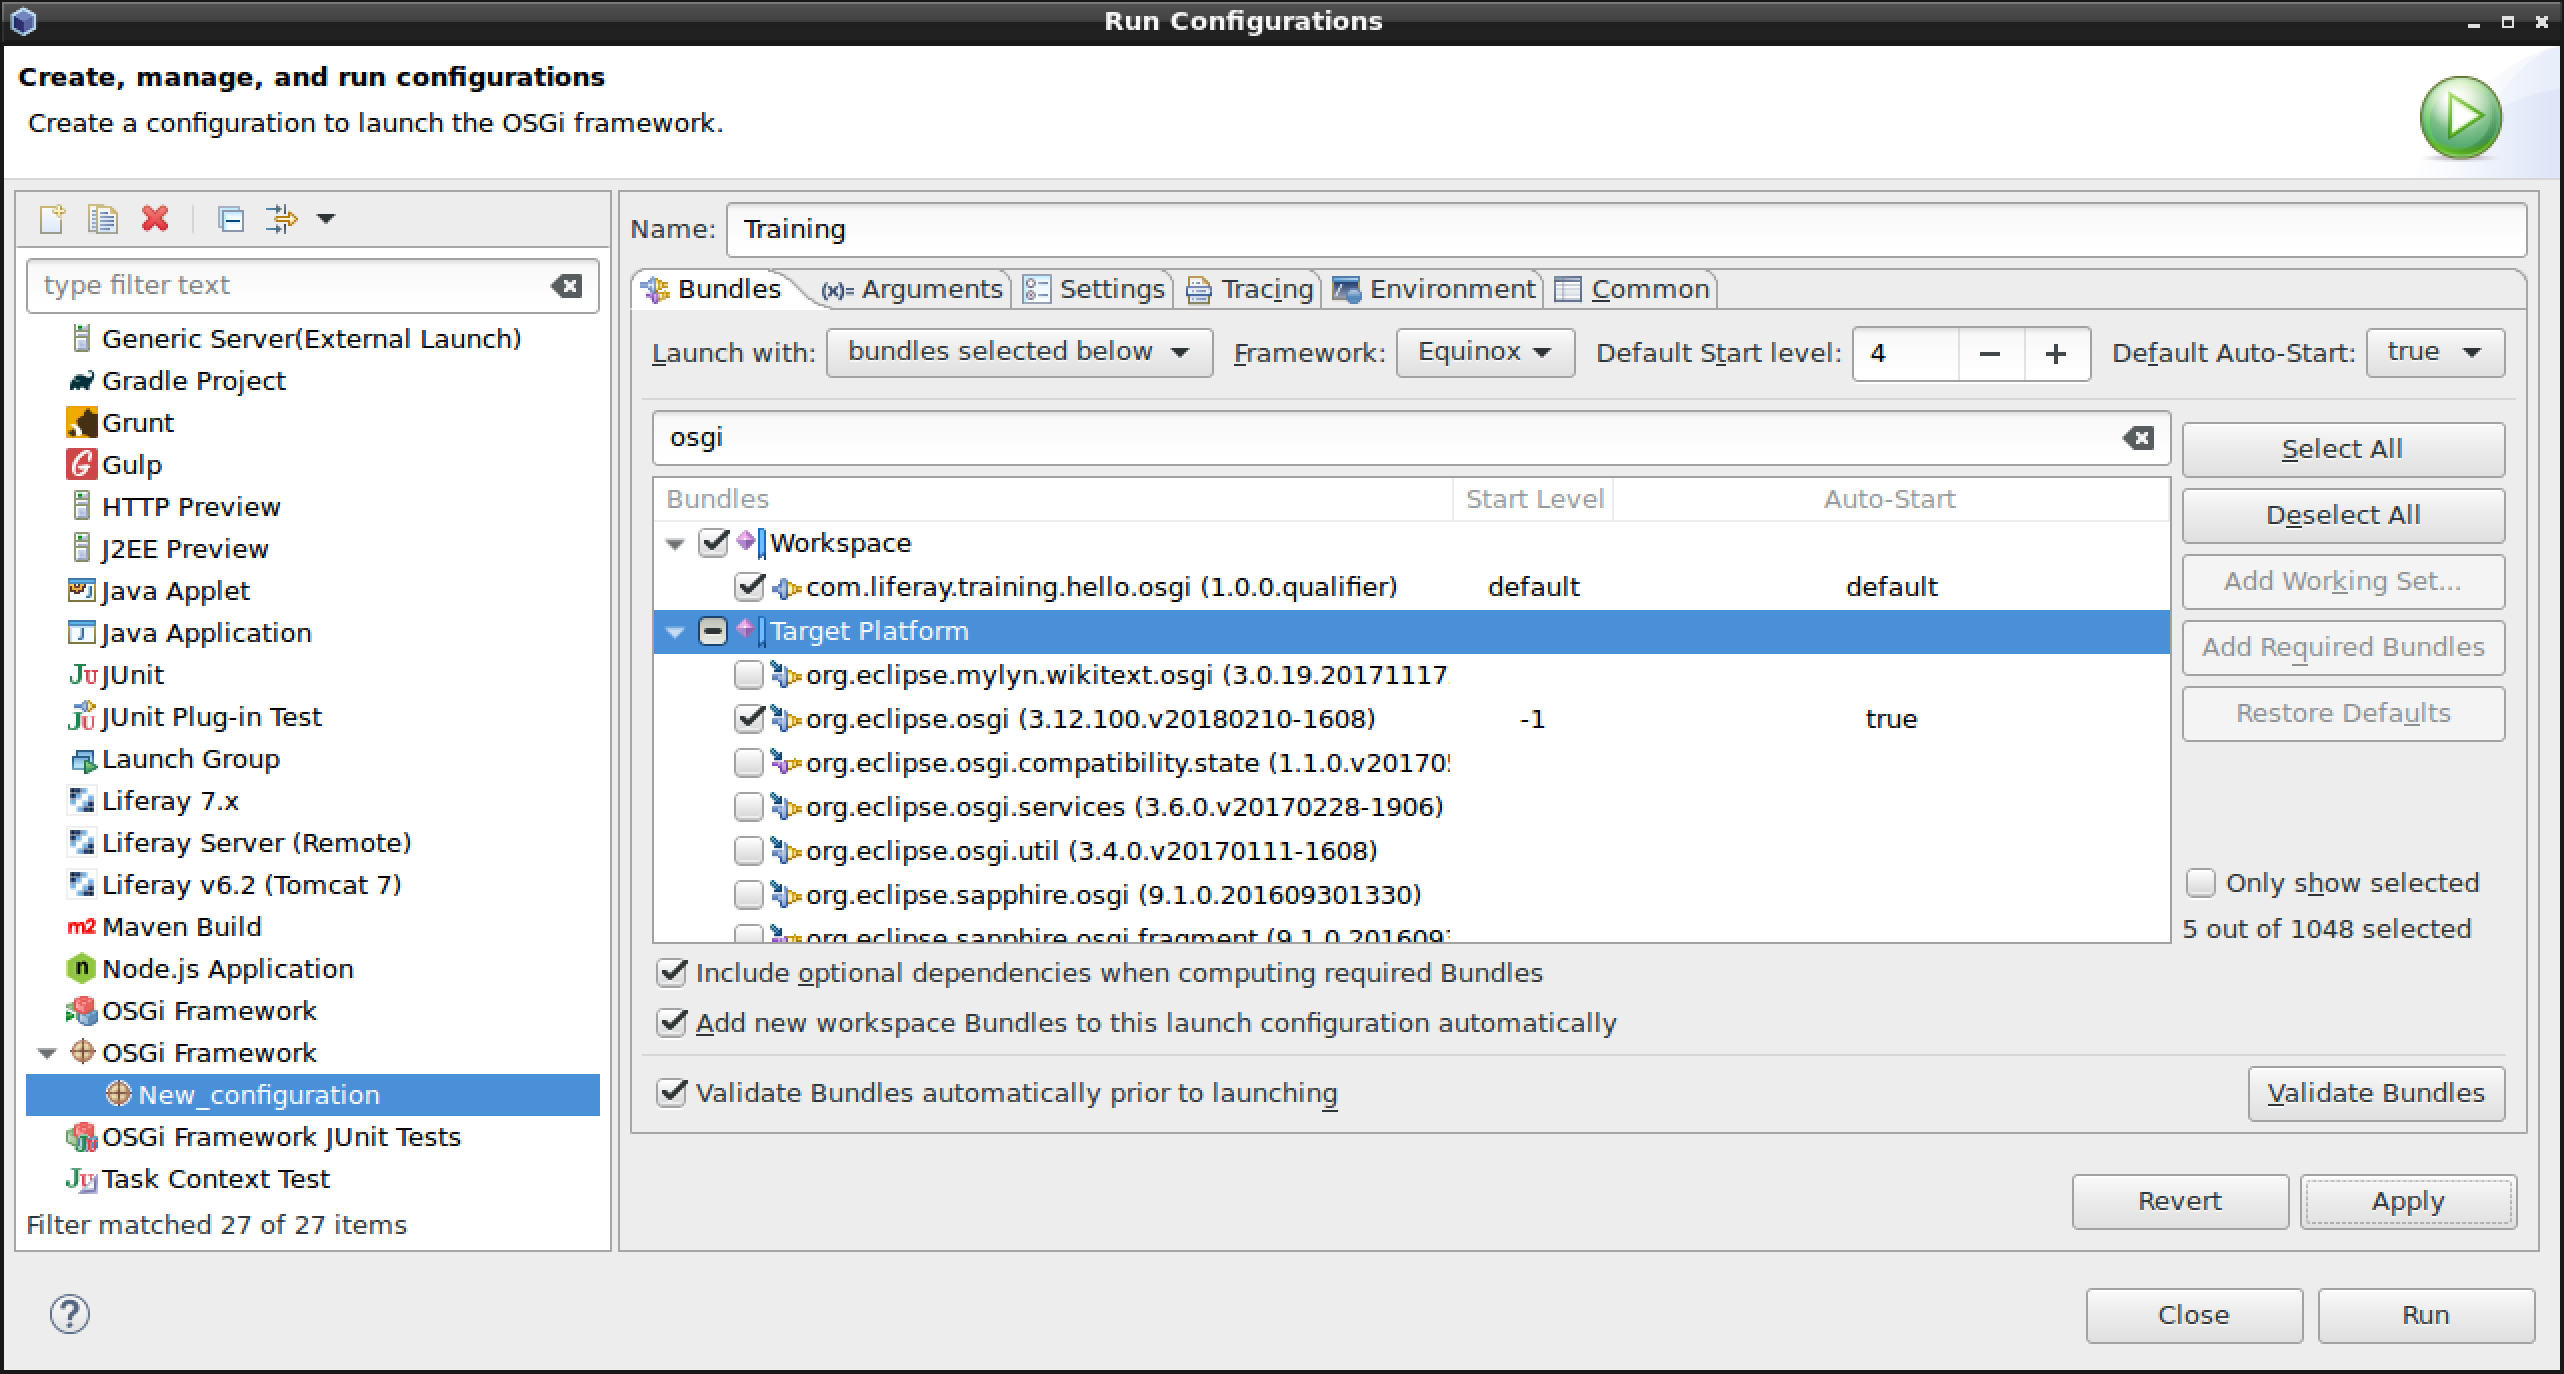 Run Configurations
Create, manage, and run configurations
Create a configuration to launch the OSGi framework.
type filter text
Generic Server(External Launch)
Gradle Project
Grunt
Gulp
HTTP Preview
J2EE Preview
Java Applet
Java Application
JUnit
JUnit Plug-in Test
Launch Group
Liferay 7.x
Liferay Server (Remote)
Liferay v6.2 (Tomcat 7)
Maven Build
Node.js Application
OSGi Framework
OSGi Framework
New_configuration
OSGi Framework JUnit Tests
Task Context Test
Filter matched 27 of 27 items
Name: Training
Bundles (x)= Arguments Settings Tracing Environment Common
Launch with: bundles selected below Framework: Equinox Default Start level: 4 Default Auto-Start: true
osgi
Bundles Start Level Auto-Start
Workspace
com.liferay.training.hello.osgi (1.0.0.qualifier) default default
Target Platform
org.eclipse.mylyn.wikitext.osgi (3.0.19.20171117
org.eclipse.osgi (3.12.100.v20180210-1608) -1 true
org.eclipse.osgi.compatibility.state (1.1.0.v20170
org.eclipse.osgi.services (3.6.0.v20170228-1906)
org.eclipse.osgi.util (3.4.0.v20170111-1608)
org.eclipse.sapphire.osgi (9.1.0.201609301330)
org.eclipse.sapphire.osgi.fragment (9.1.0.201609
Select All
Deselect All
Add Working Set...
Add Required Bundles
Restore Defaults
Only show selected
5 out of 1048 selected
Include optional dependencies when computing required Bundles
Add new workspace Bundles to this launch configuration automatically
Validate Bundles automatically prior to launching
Validate Bundles
Revert Apply
Close Run